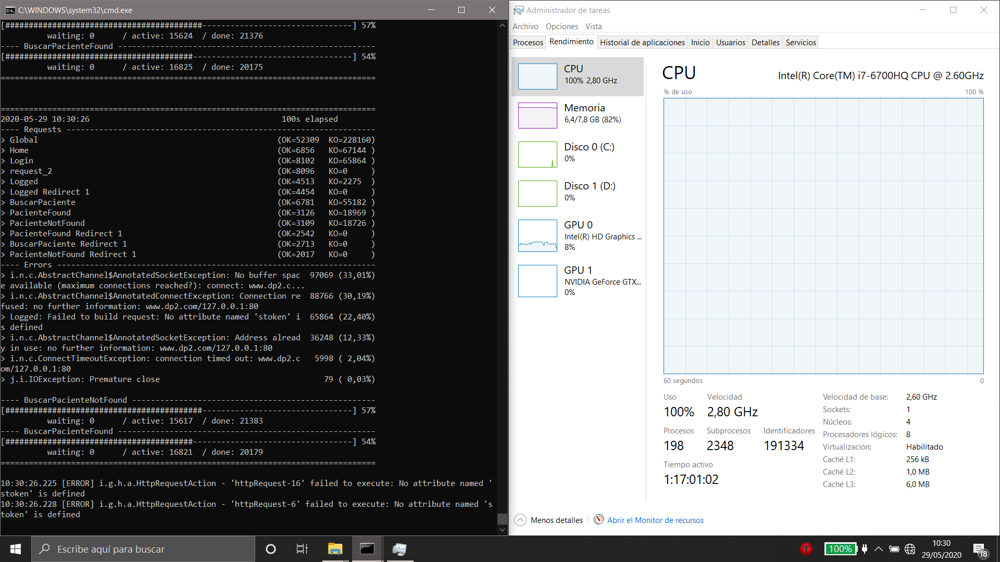 C:\WINDOWS\system32\cmd.exe
[##########################################--------------------------------] 57%
waiting: 0 / active: 15624 / done: 21376
---- BuscarPacienteFound -------------------------------------------------------
[########################################----------------------------------] 54%
waiting: 0 / active: 16825 / done: 20175
================================================================================
================================================================================
2020-05-29 10:30:26 100s elapsed
---- Requests ------------------------------------------------------------------
> Global (OK=52309 KO=228160)
> Home (OK=6856 KO=67144 )
> Login (OK=8102 KO=65864 )
> request_2 (OK=8096 KO=0 )
> Logged (OK=4513 KO=2275 )
> Logged Redirect 1 (OK=4454 KO=0 )
> BuscarPaciente (OK=6781 KO=55182 )
> PacienteFound (OK=3126 KO=18969 )
> PacienteNotFound (OK=3109 KO=18726 )
> PacienteFound Redirect 1 (OK=2542 KO=0 )
> BuscarPaciente Redirect 1 (OK=2713 KO=0 )
> PacienteNotFound Redirect 1 (OK=2017 KO=0 )
---- Errors --------------------------------------------------------------------
> i.n.c.AbstractChannel$AnnotatedSocketException: No buffer spac 97069 (33,01%)
e available (maximum connections reached?): connect: www.dp2.c...
> i.n.c.AbstractChannel$AnnotatedConnectException: Connection re 88766 (30,19%)
fused: no further information: www.dp2.com/127.0.0.1:80
> Logged: Failed to build request: No attribute named 'stoken' i 65864 (22,40%)
s defined
> i.n.c.AbstractChannel$AnnotatedSocketException: Address alread 36248 (12,33%)
y in use: no further information: www.dp2.com/127.0.0.1:80
> i.n.c.ConnectTimeoutException: connection timed out: www.dp2.c 5998 ( 2,04%)
om/127.0.0.1:80
> j.i.IOException: Premature close 79 ( 0,03%)
---- BuscarPacienteNotFound ----------------------------------------------------
[##########################################--------------------------------] 57%
waiting: 0 / active: 15617 / done: 21383
---- BuscarPacienteFound -------------------------------------------------------
[########################################----------------------------------] 54%
waiting: 0 / active: 16821 / done: 20179
================================================================================
10:30:26.225 [ERROR] i.g.h.a.HttpRequestAction - 'httpRequest-16' failed to execute: No attribute named '
stoken' is defined
10:30:26.228 [ERROR] i.g.h.a.HttpRequestAction - 'httpRequest-6' failed to execute: No attribute named 's
token' is defined
Administrador de tareas
Archivo Opciones Vista
Procesos Rendimiento Historial de aplicaciones Inicio Usuarios Detalles Servicios
CPU
100% 2,80 GHz
Memoria
6,4/7,8 GB (82%)
Disco 0 (C:)
0%
Disco 1 (D:)
0%
GPU 0
Intel(R) HD Graphics ...
8%
GPU 1
NVIDIA GeForce GTX...
0%
CPU Intel(R) Core(TM) i7-6700HQ CPU @ 2.60GHz
% de uso 100 %
60 segundos 0
Uso Velocidad
100% 2,80 GHz
Procesos Subprocesos Identificadores
198 2348 191334
Tiempo activo
1:17:01:02
Velocidad de base: 2,60 GHz
Sockets: 1
Núcleos: 4
Procesadores lógicos: 8
Virtualización: Habilitado
Caché L1: 256 kB
Caché L2: 1,0 MB
Caché L3: 6,0 MB
Menos detalles Abrir el Monitor de recursos
Escribe aquí para buscar
100%
10:30
29/05/2020
18